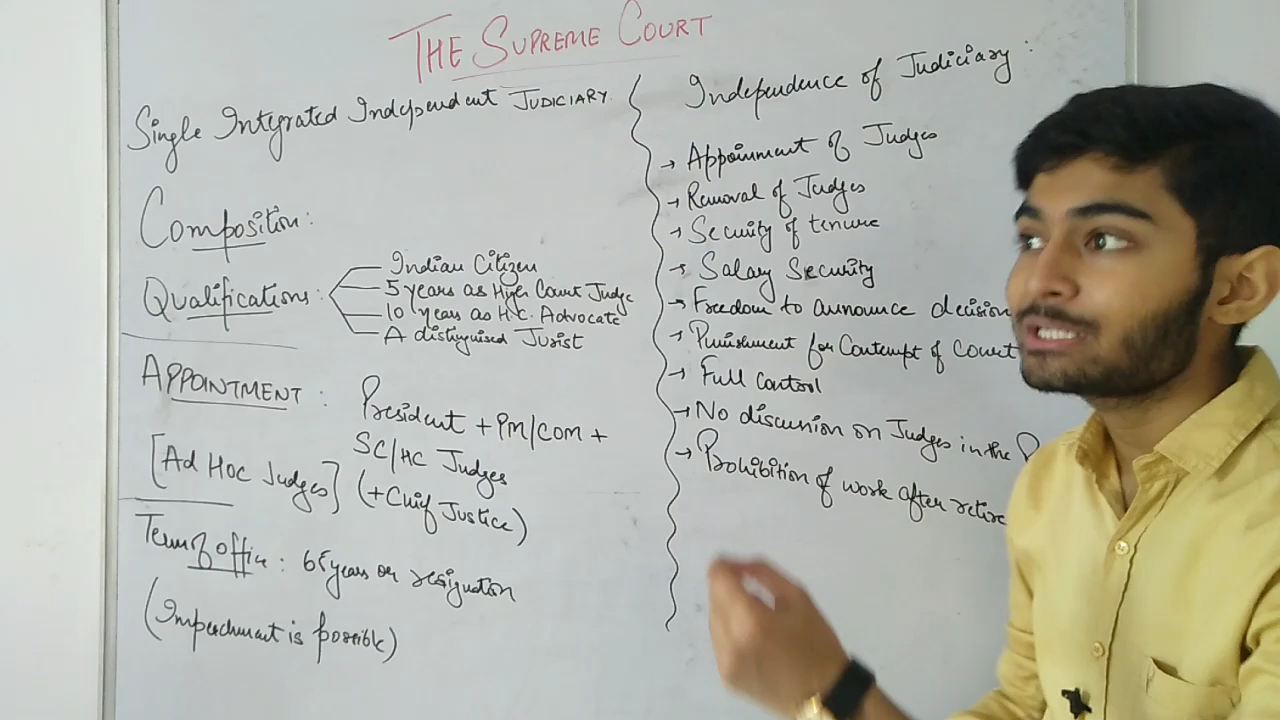 THE SUPREME COURT
Single Integrated Independent JUDICIARY
Composition:
Qualifications:
Indian Citizen
5 years as High Court Judge
10 years as H.C. Advocate
A distinguised Jurist
APPOINTMENT:
President + PM/COM +
SC/HC Judges
(+ Chief Justice)
[Ad Hoc Judges]
Term of office: 65 years or resignation
(Impeachment is possible)
Independence of Judiciary:
→ Appoinment of Judges
→ Removal of Judges
→ Security of tenure
→ Salary Security
→ Freedom to announce decision
→ Punishment for Contempt of Court
→ Full control
→ No discussion on Judges in the P
→ Prohibition of work after retire